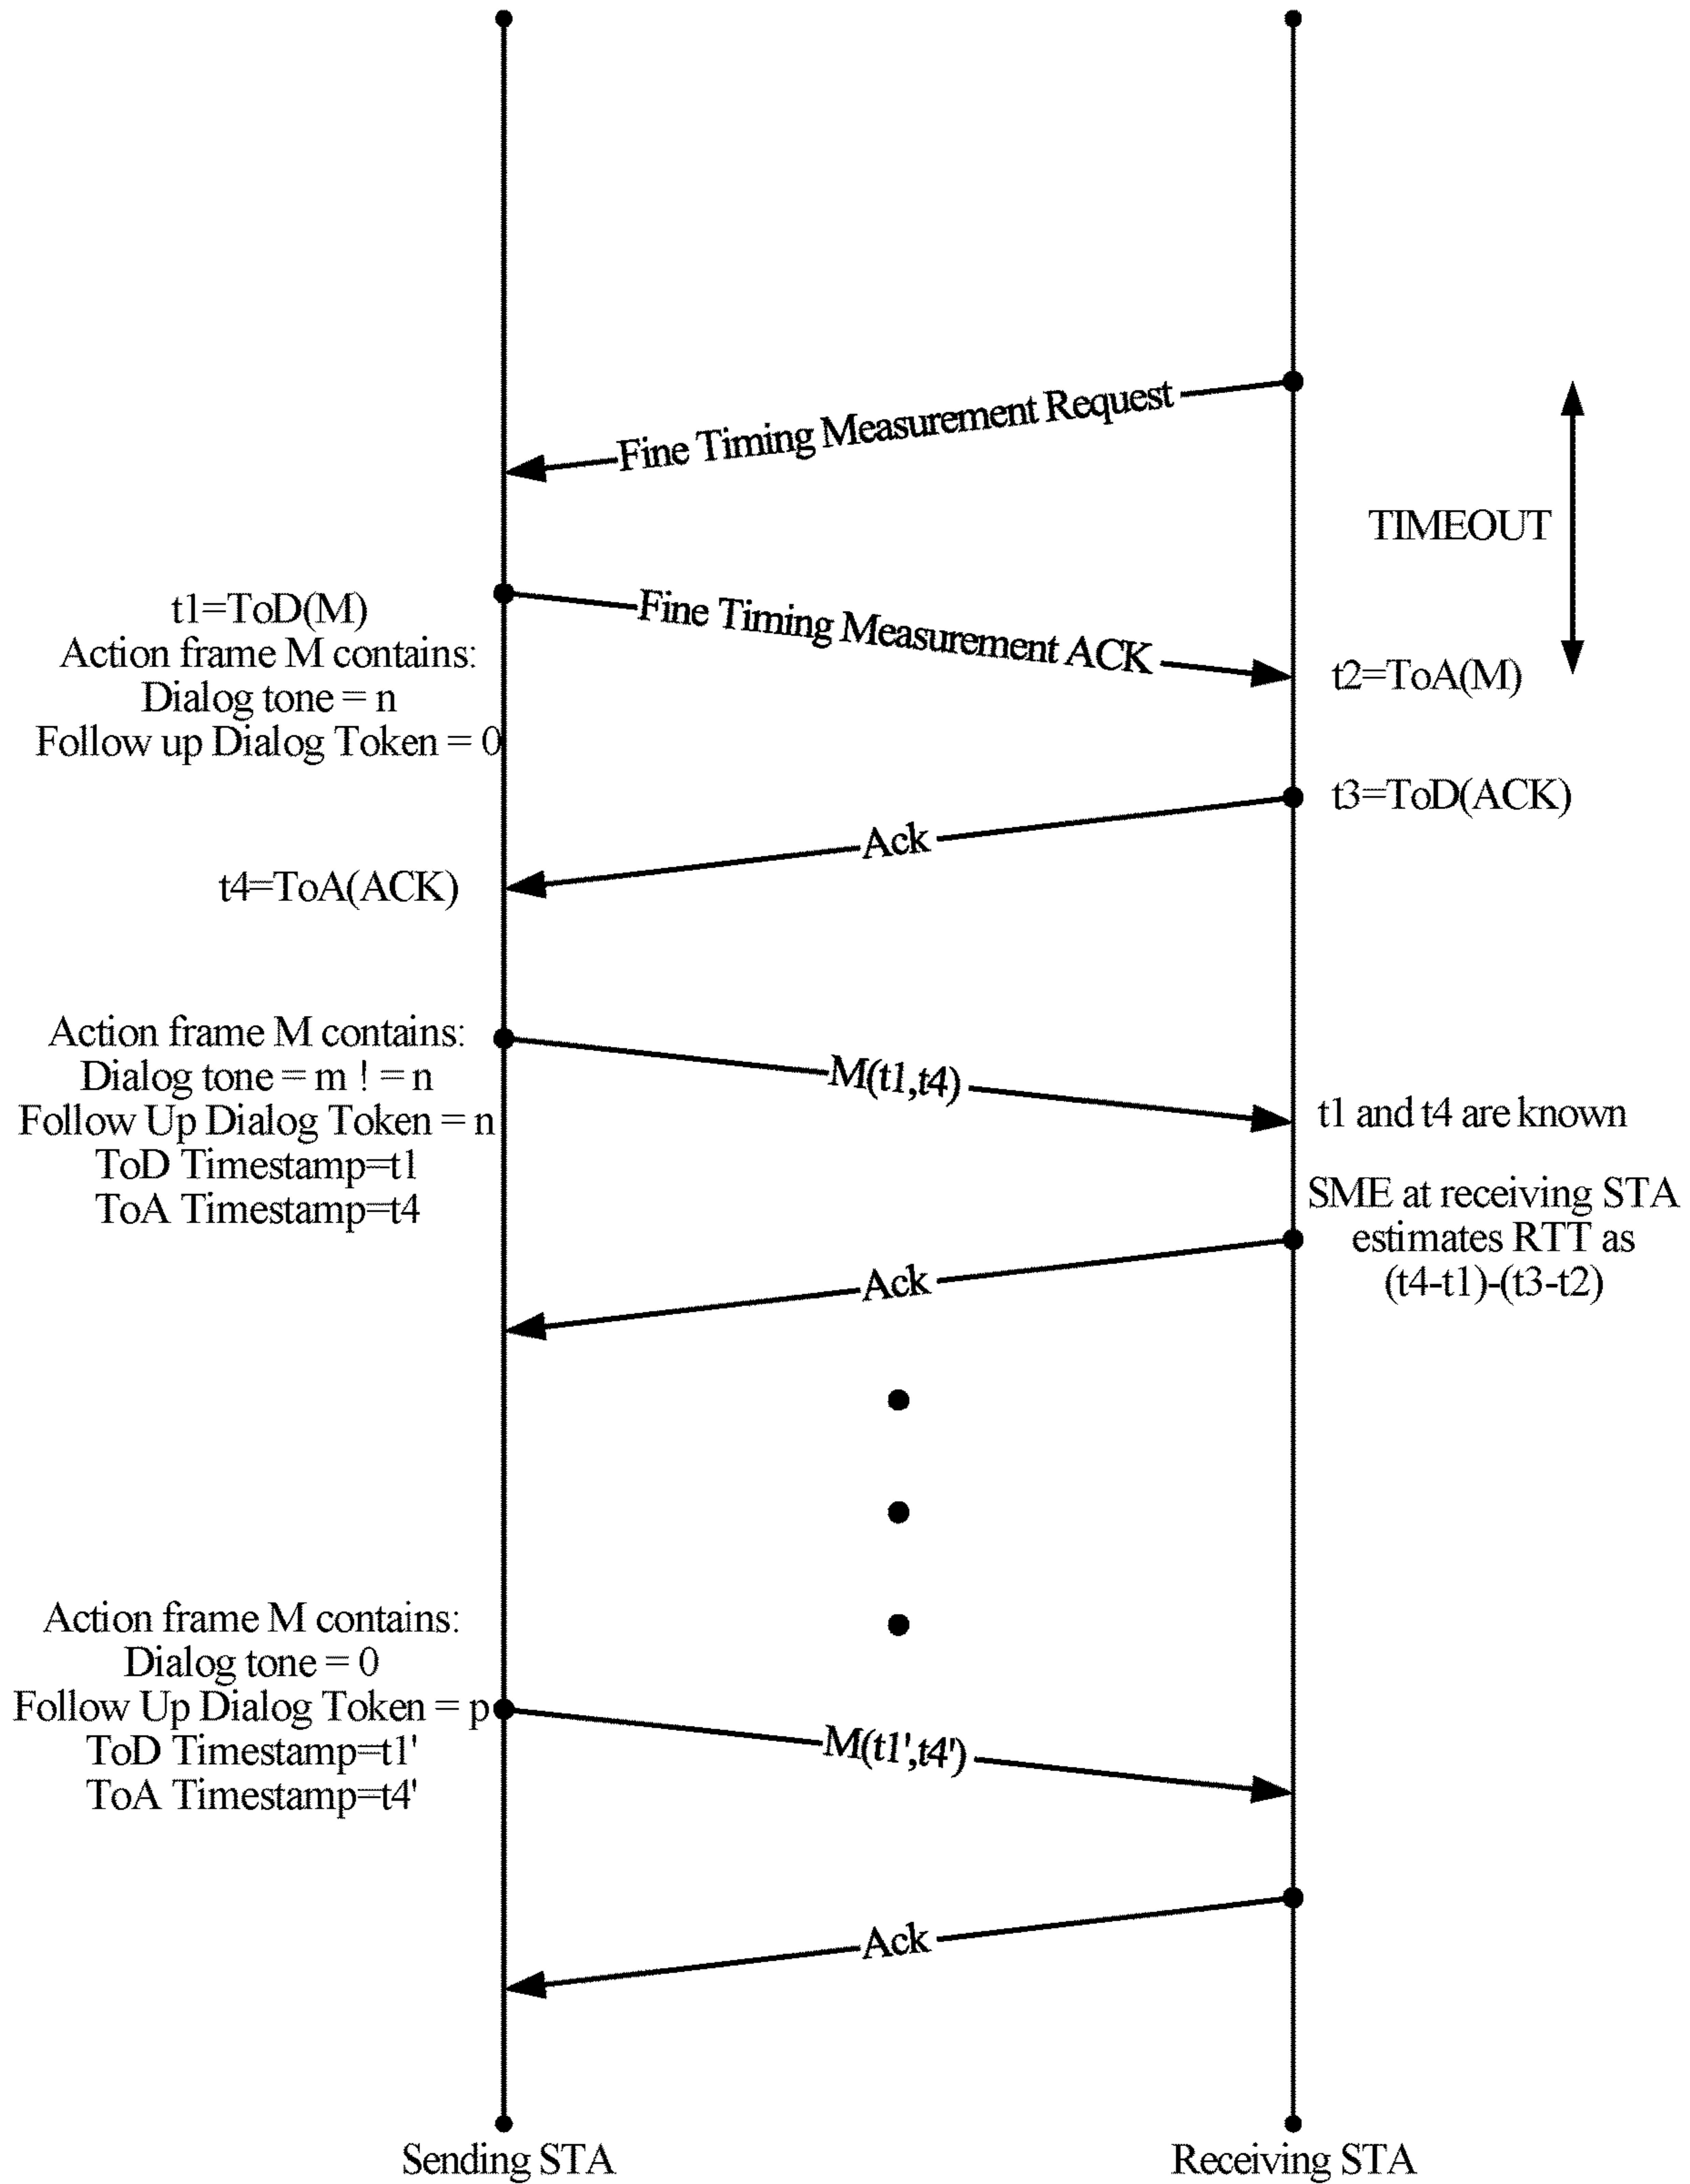 Fine Timing Measurement Request
TIMEOUT
t1=ToD(M)
Action frame M contains:
Dialog tone = n
Follow up Dialog Token = 0
Fine Timing Measurement ACK
t2=ToA(M)
t3=ToD(ACK)
Ack
t4=ToA(ACK)
Action frame M contains:
Dialog tone = m ! = n
Follow Up Dialog Token = n
ToD Timestamp=t1
ToA Timestamp=t4
M(t1,t4)
t1 and t4 are known
SME at receiving STA
estimates RTT as
(t4-t1)-(t3-t2)
Ack
Action frame M contains:
Dialog tone = 0
Follow Up Dialog Token = p
ToD Timestamp=t1'
ToA Timestamp=t4'
M(t1',t4')
Ack
Sending STA
Receiving STA